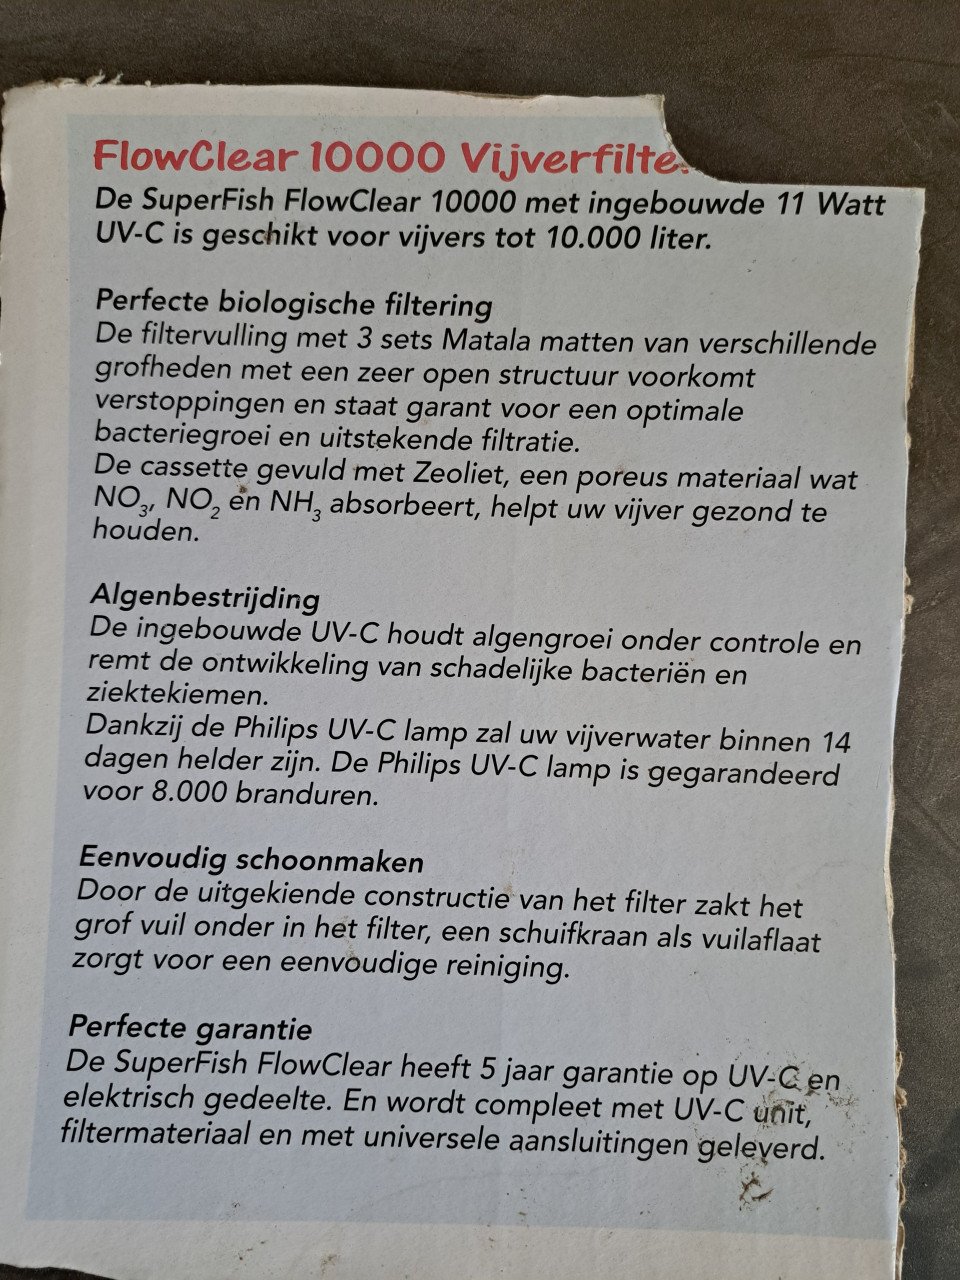 FlowClear 10000 Vijverfilte
De SuperFish FlowClear 10000 met ingebouwde 11 Watt
UV-C is geschikt voor vijvers tot 10.000 liter.
Perfecte biologische filtering
De filtervulling met 3 sets Matala matten van verschillende
grofheden met een zeer open structuur voorkomt
verstoppingen en staat garant voor een optimale
bacteriegroei en uitstekende filtratie.
De cassette gevuld met Zeoliet, een poreus materiaal wat
NO₃, NO₂ en NH₃ absorbeert, helpt uw vijver gezond te
houden.
Algenbestrijding
De ingebouwde UV-C houdt algengroei onder controle en
remt de ontwikkeling van schadelijke bacteriën en
ziektekiemen.
Dankzij de Philips UV-C lamp zal uw vijverwater binnen 14
dagen helder zijn. De Philips UV-C lamp is gegarandeerd
voor 8.000 branduren.
Eenvoudig schoonmaken
Door de uitgekiende constructie van het filter zakt het
grof vuil onder in het filter, een schuifkraan als vuilaflaat
zorgt voor een eenvoudige reiniging.
Perfecte garantie
De SuperFish FlowClear heeft 5 jaar garantie op UV-C en
elektrisch gedeelte. En wordt compleet met UV-C unit,
filtermateriaal en met universele aansluitingen geleverd.